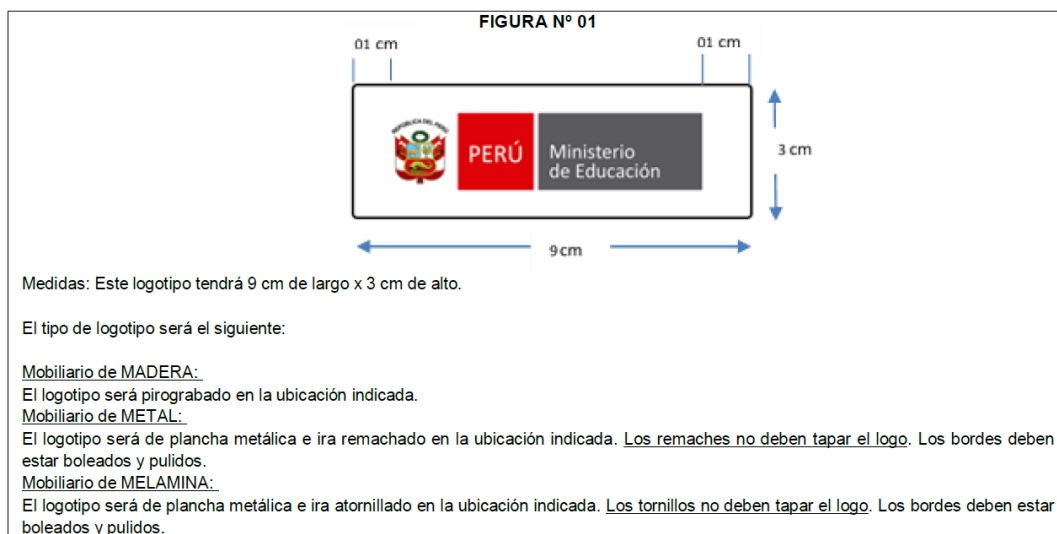 FIGURA Nº 01
01 cm
01 cm
REPÚBLICA DEL PERÚ
PERÚ
Ministerio
de Educación
3 cm
9 cm
Medidas: Este logotipo tendrá 9 cm de largo x 3 cm de alto.
El tipo de logotipo será el siguiente:
Mobiliario de MADERA:
El logotipo será pirograbado en la ubicación indicada.
Mobiliario de METAL:
El logotipo será de plancha metálica e ira remachado en la ubicación indicada. Los remaches no deben tapar el logo. Los bordes deben
estar boleados y pulidos.
Mobiliario de MELAMINA:
El logotipo será de plancha metálica e ira atornillado en la ubicación indicada. Los tornillos no deben tapar el logo. Los bordes deben estar
boleados y pulidos.